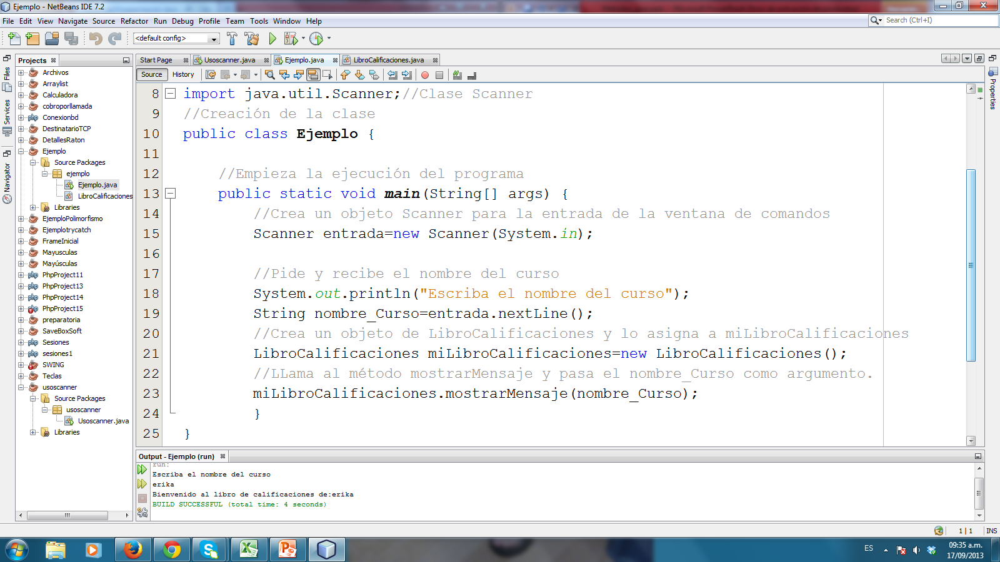 Ejemplo - NetBeans IDE 7.2
File Edit View Navigate Source Refactor Run Debug Profile Team Tools Window Help
Search (Ctrl+I)
<default config>
Files
Services
Navigator
Projects
Archivos
Arraylist
Calculadora
cobroporllamada
Conexionbd
DestinatarioTCP
DetallesRaton
Ejemplo
Source Packages
ejemplo
Ejemplo.java
LibroCalificaciones
Libraries
EjemploPolimorfismo
Ejemplotrycatch
FrameInicial
Mayusculas
Mayúsculas
PhpProject11
PhpProject13
PhpProject14
PhpProject15
preparatoria
SaveBoxSoft
Sesiones
sesiones1
SWING
Teclas
usoscanner
Source Packages
usoscanner
Usoscanner.java
Libraries
Start Page Usoscanner.java Ejemplo.java LibroCalificaciones.java
Source History
8 import java.util.Scanner;//Clase Scanner
9 //Creación de la clase
10 public class Ejemplo {
11
12 //Empieza la ejecución del programa
13 public static void main(String[] args) {
14 //Crea un objeto Scanner para la entrada de la ventana de comandos
15 Scanner entrada=new Scanner(System.in);
16
17 //Pide y recibe el nombre del curso
18 System.out.println("Escriba el nombre del curso");
19 String nombre_Curso=entrada.nextLine();
20 //Crea un objeto de LibroCalificaciones y lo asigna a miLibroCalificaciones
21 LibroCalificaciones miLibroCalificaciones=new LibroCalificaciones();
22 //LLama al método mostrarMensaje y pasa el nombre_Curso como argumento.
23 miLibroCalificaciones.mostrarMensaje(nombre_Curso);
24 }
25 }
Properties
Output - Ejemplo (run)
run:
Escriba el nombre del curso
erika
Bienvenido al libro de calificaciones de:erika
BUILD SUCCESSFUL (total time: 4 seconds)
1 | 1 INS
ES
09:35 a.m.
17/09/2013